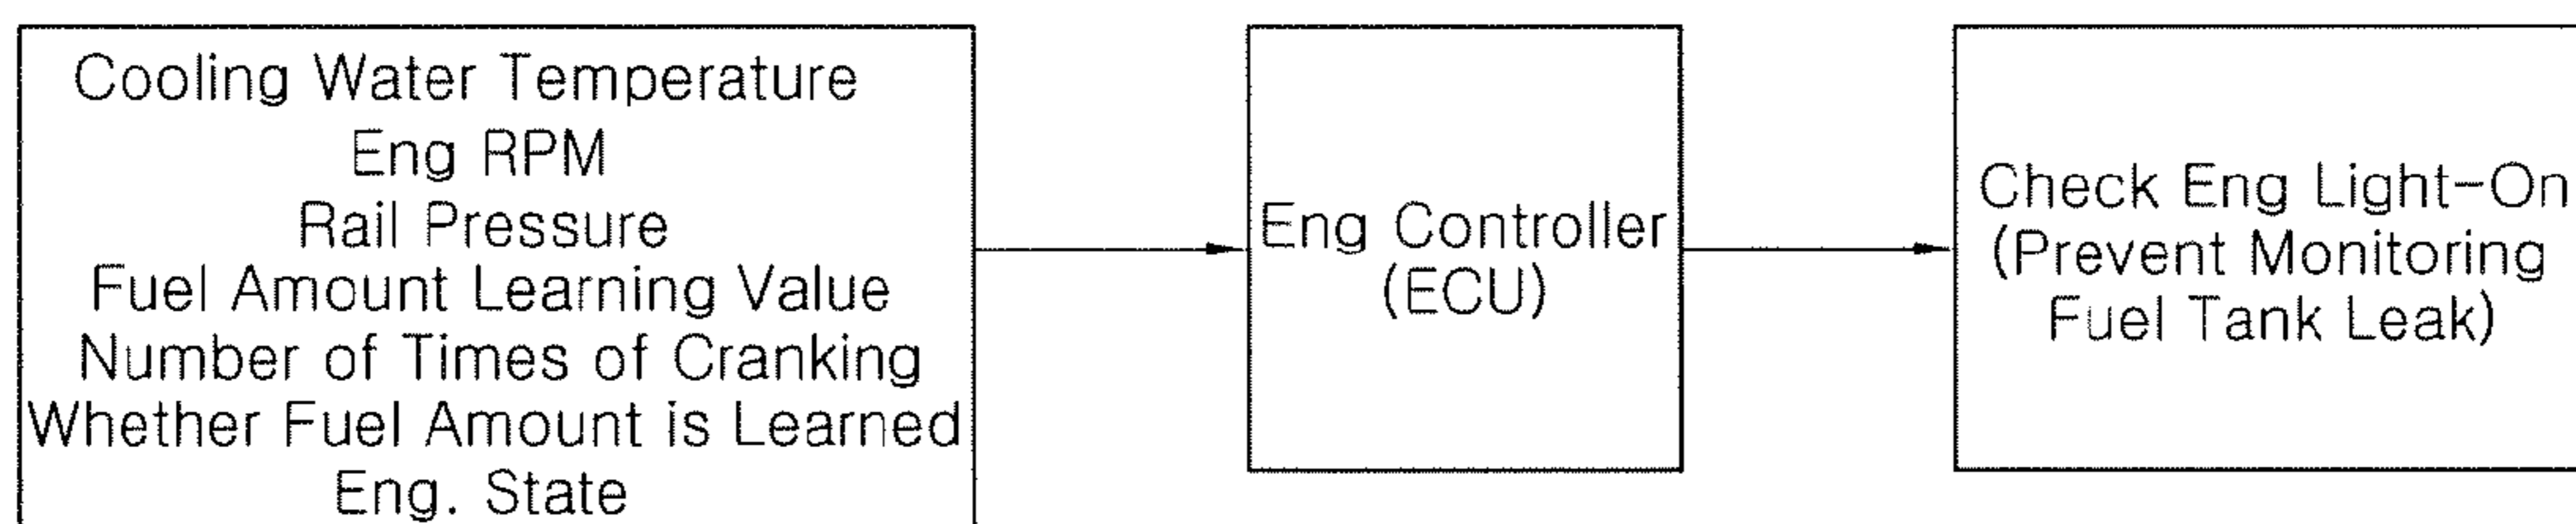 Cooling Water Temperature
Eng RPM
Rail Pressure
Fuel Amount Learning Value
Number of Times of Cranking
Whether Fuel Amount is Learned
Eng. State
Eng Controller
(ECU)
Check Eng Light-On
(Prevent Monitoring
Fuel Tank Leak)